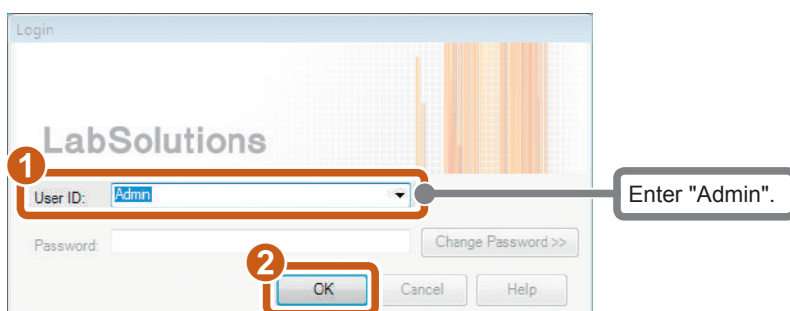 Login
LabSolutions
1
User ID: Admin
Enter "Admin".
Password: Change Password >>
2
OK Cancel Help